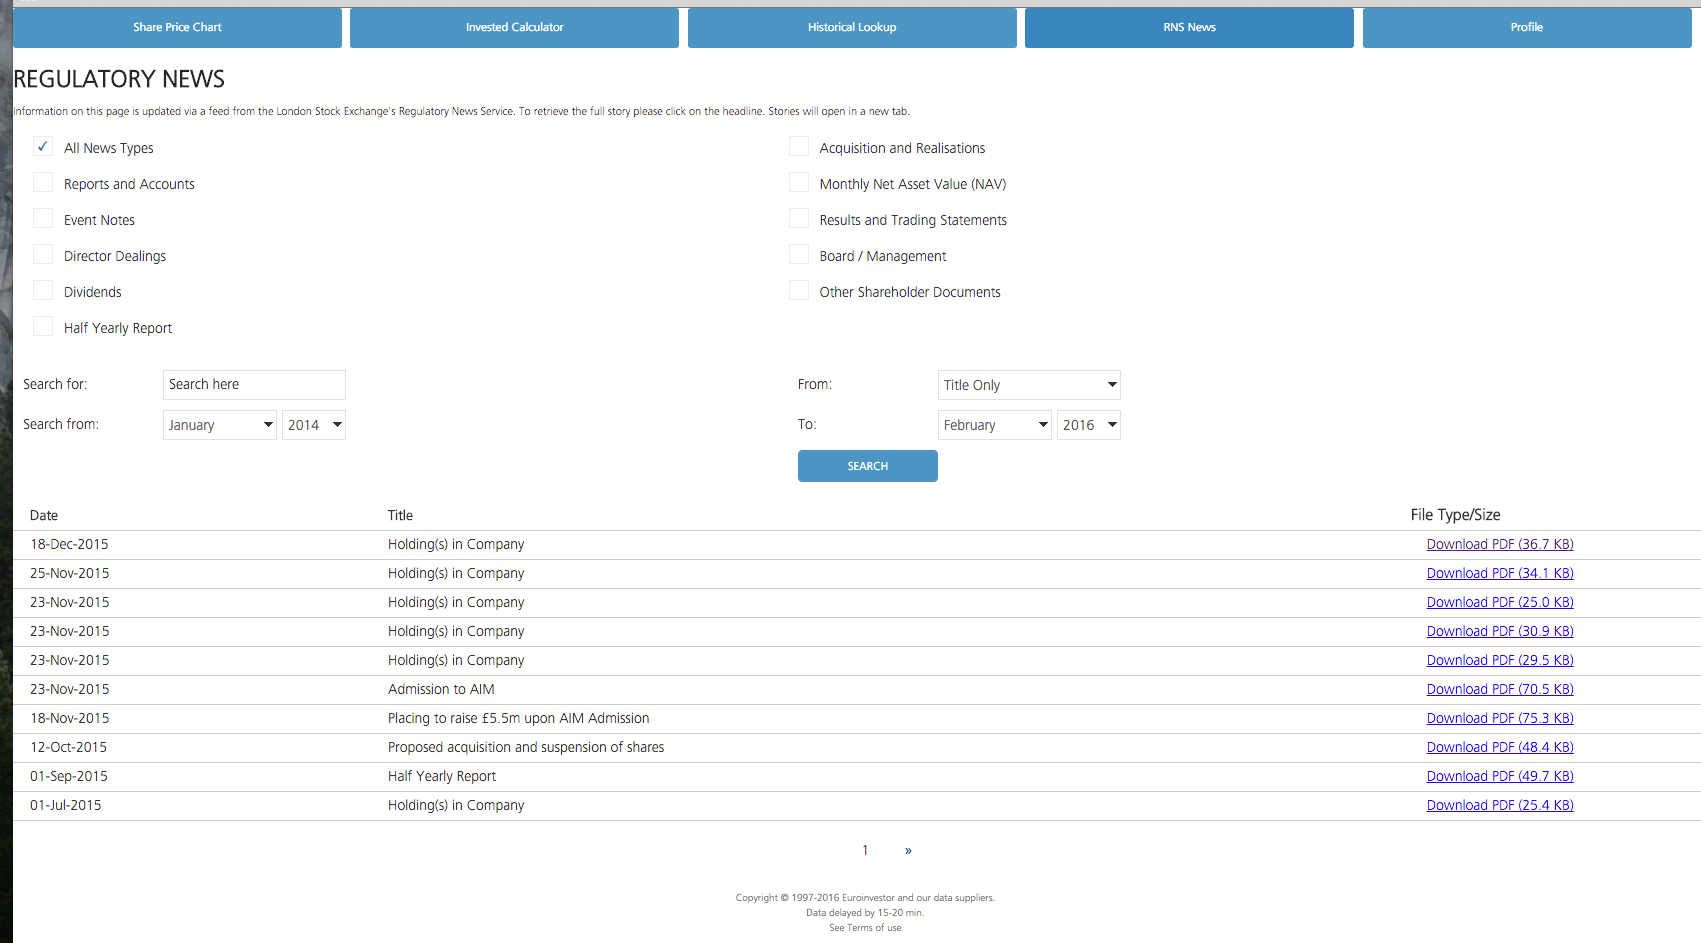 Share Price Chart Invested Calculator Historical Lookup RNS News Profile
REGULATORY NEWS
Information on this page is updated via a feed from the London Stock Exchange's Regulatory News Service. To retrieve the full story please click on the headline. Stories will open in a new tab.
✓ All News Types Acquisition and Realisations
Reports and Accounts Monthly Net Asset Value (NAV)
Event Notes Results and Trading Statements
Director Dealings Board / Management
Dividends Other Shareholder Documents
Half Yearly Report
Search for: Search here From: Title Only
Search from: January 2014 To: February 2016
SEARCH
Date Title File Type/Size
18-Dec-2015 Holding(s) in Company Download PDF (36.7 KB)
25-Nov-2015 Holding(s) in Company Download PDF (34.1 KB)
23-Nov-2015 Holding(s) in Company Download PDF (25.0 KB)
23-Nov-2015 Holding(s) in Company Download PDF (30.9 KB)
23-Nov-2015 Holding(s) in Company Download PDF (29.5 KB)
23-Nov-2015 Admission to AIM Download PDF (70.5 KB)
18-Nov-2015 Placing to raise £5.5m upon AIM Admission Download PDF (75.3 KB)
12-Oct-2015 Proposed acquisition and suspension of shares Download PDF (48.4 KB)
01-Sep-2015 Half Yearly Report Download PDF (49.7 KB)
01-Jul-2015 Holding(s) in Company Download PDF (25.4 KB)
1 »
Copyright © 1997-2016 Euroinvestor and our data suppliers.
Data delayed by 15-20 min.
See Terms of use